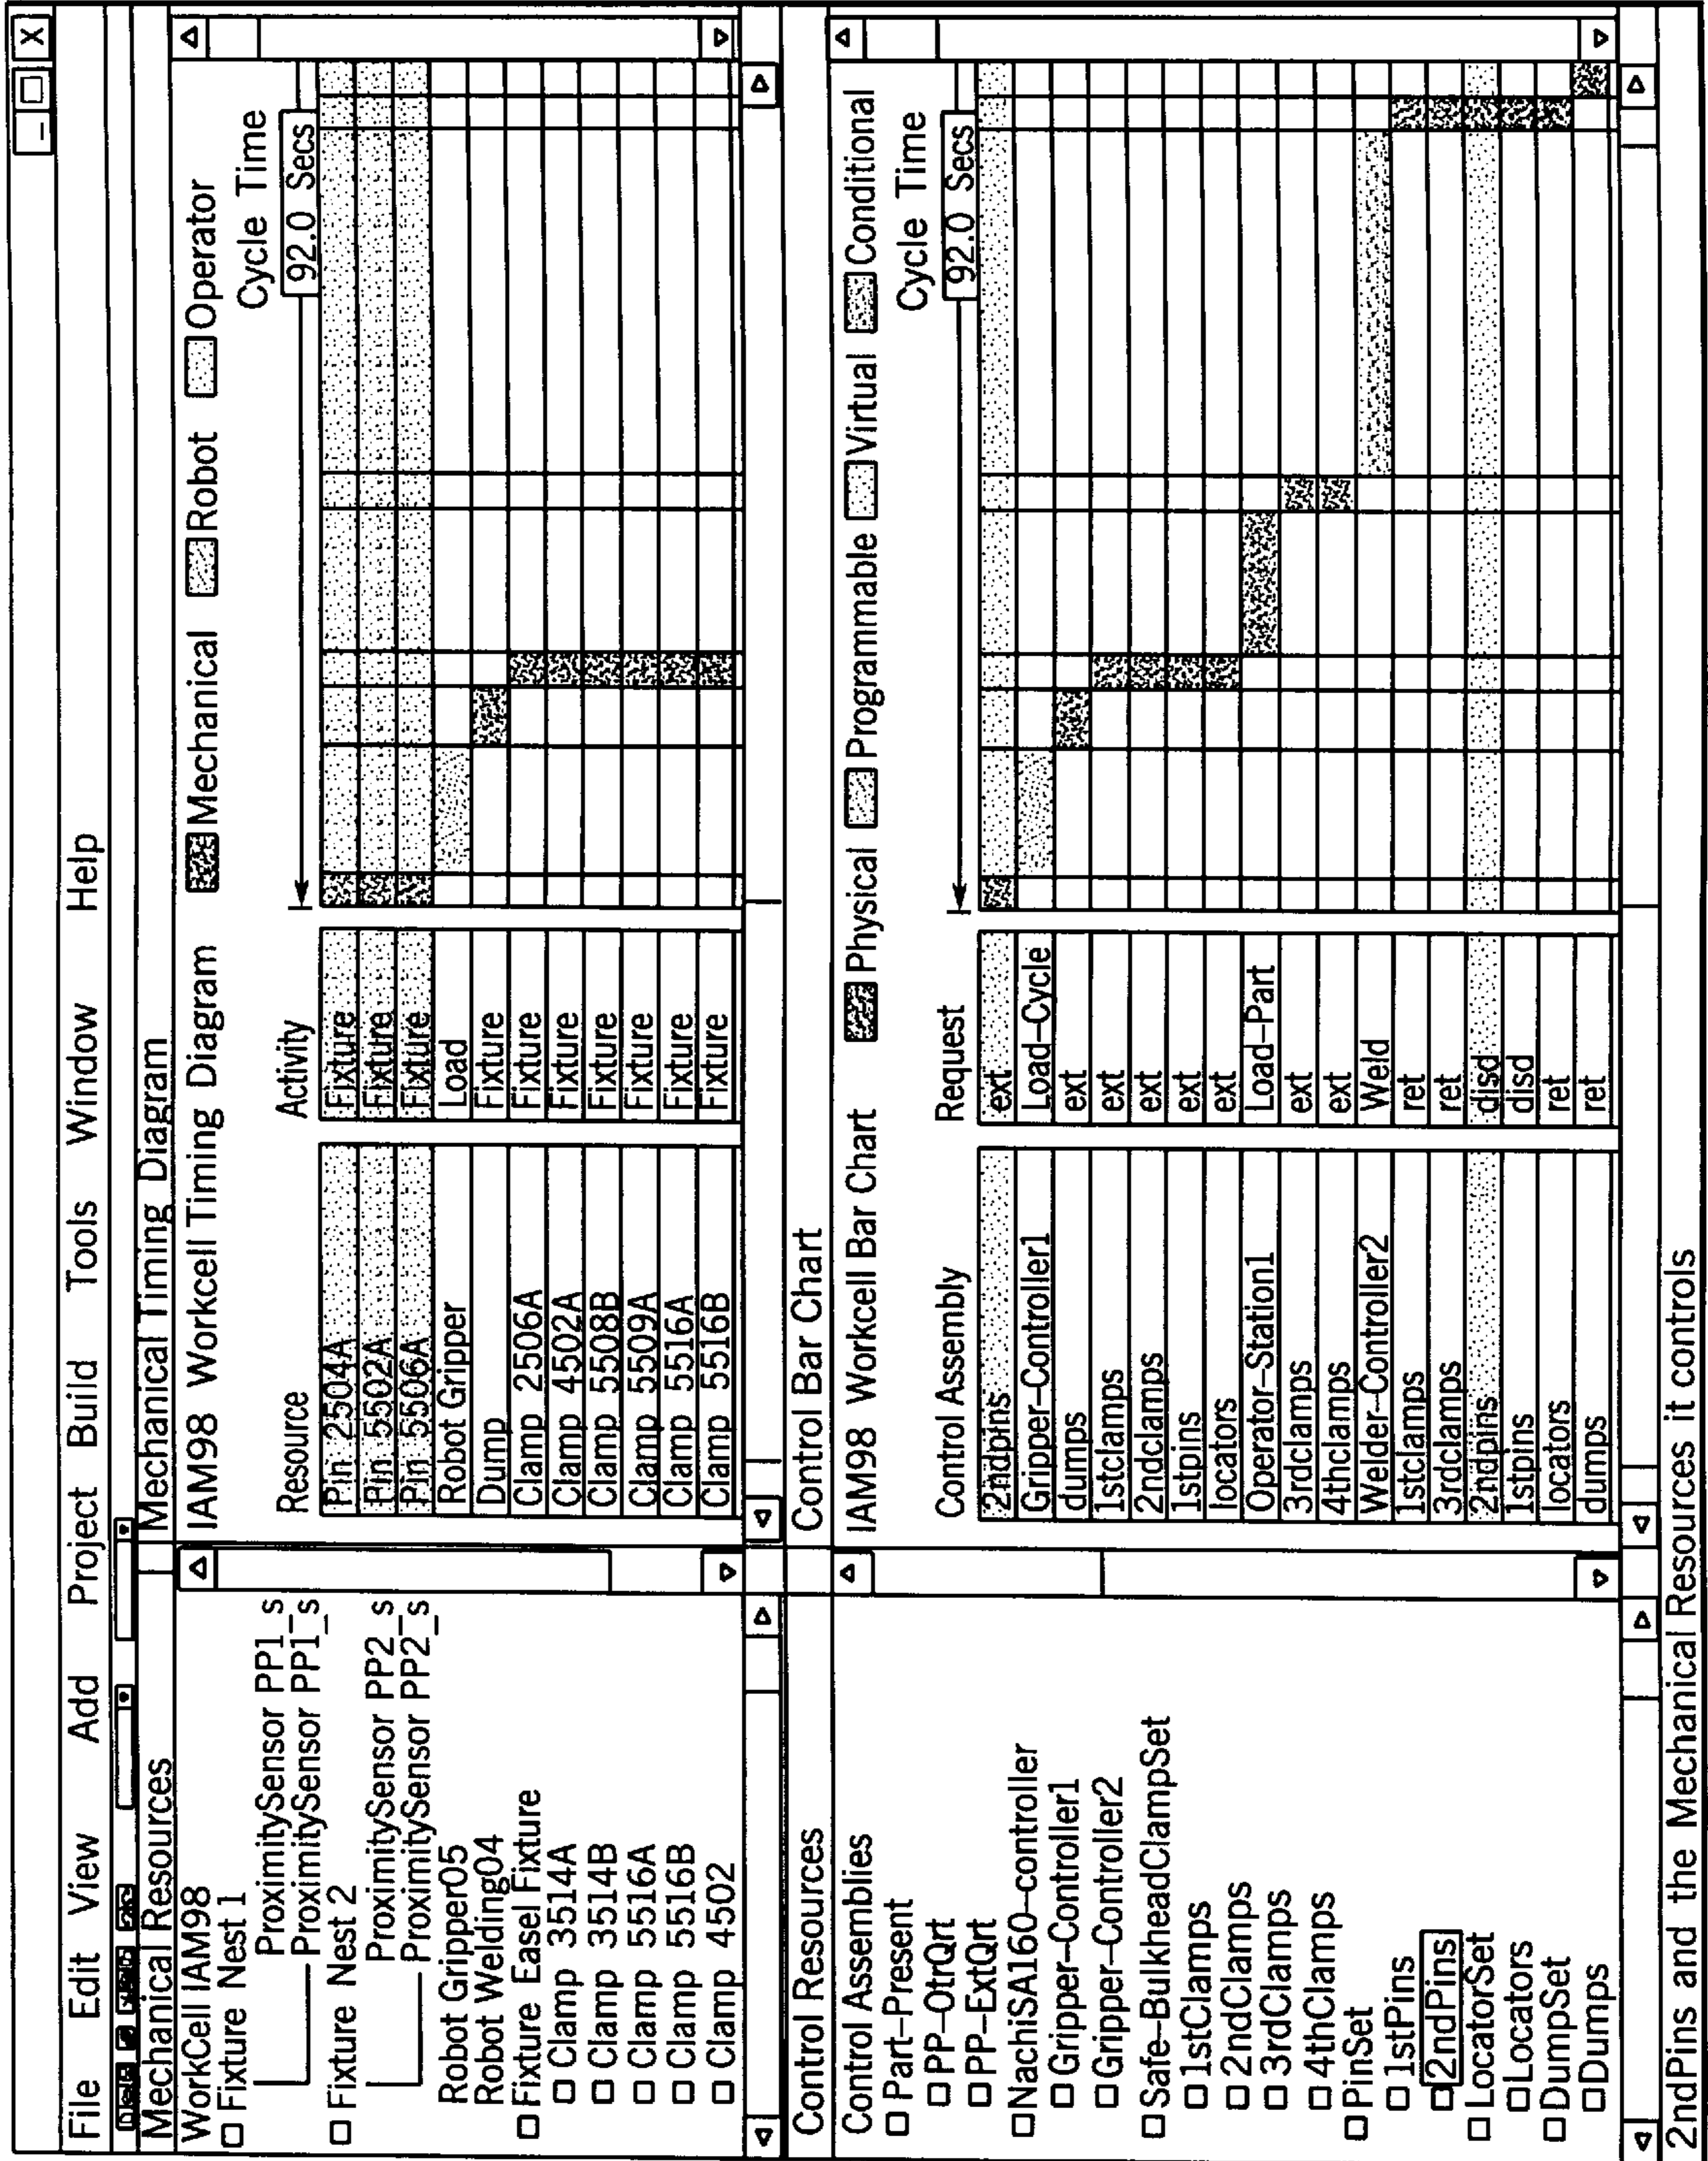 X
File Edit View Add Project Build Tools Window Help
Mechanical Resources
WorkCell IAM98
Fixture Nest 1
ProximitySensor PP1_s
ProximitySensor PP1_s
Fixture Nest 2
ProximitySensor PP2_s
ProximitySensor PP2_s
Robot Gripper05
Robot Welding04
Fixture Easel Fixture
Clamp 3514A
Clamp 3514B
Clamp 5516A
Clamp 5516B
Clamp 4502
Mechanical Timing Diagram
IAM98 Workcell Timing Diagram Mechanical Robot Operator
Cycle Time
Resource Activity 92.0 Secs
Pin 2504A Fixture
Pin 5502A Fixture
Pin 5506A Fixture
Robot Gripper Load
Dump Fixture
Clamp 2506A Fixture
Clamp 4502A Fixture
Clamp 5508B Fixture
Clamp 5509A Fixture
Clamp 5516A Fixture
Clamp 5516B Fixture
Control Resources
Control Assemblies
Part-Present
PP-OtrQrt
PP-ExtQrt
NachiSA160-controller
Gripper-Controller1
Gripper-Controller2
Safe-BulkheadClampSet
1stClamps
2ndClamps
3rdClamps
4thClamps
PinSet
1stPins
2ndPins
LocatorSet
Locators
DumpSet
Dumps
Control Bar Chart
IAM98 Workcell Bar Chart Physical Programmable Virtual Conditional
Cycle Time
Control Assembly Request 92.0 Secs
2ndpins ext
Gripper-Controller1 Load-Cycle
dumps ext
1stclamps ext
2ndclamps ext
1stpins ext
locators ext
Operator-Station1 Load-Part
3rdclamps ext
4thclamps ext
Welder-Controller2 Weld
1stclamps ret
3rdclamps ret
2ndpins disd
1stpins disd
locators ret
dumps ret
2ndPins and the Mechanical Resources it controls